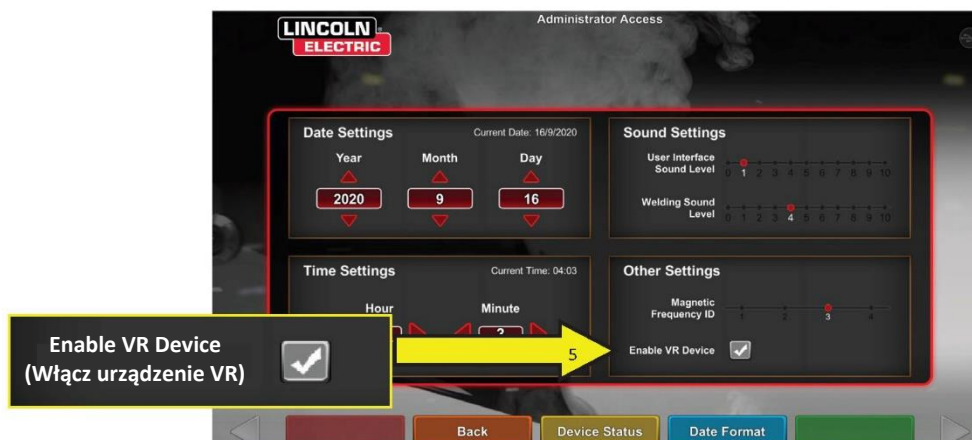 LINCOLN
ELECTRIC
Administrator Access
Date Settings
Current Date: 16/9/2020
Year
Month
Day
2020
9
16
Sound Settings
User Interface
Sound Level
0 1 2 3 4 5 6 7 8 9 10
Welding Sound
Level
0 1 2 3 4 5 6 7 8 9 10
Time Settings
Current Time: 04:03
Hour
Minute
3
Other Settings
Magnetic
Frequency ID
1 2 3 4
Enable VR Device
5
Enable VR Device
(Włącz urządzenie VR)
Back
Device Status
Date Format